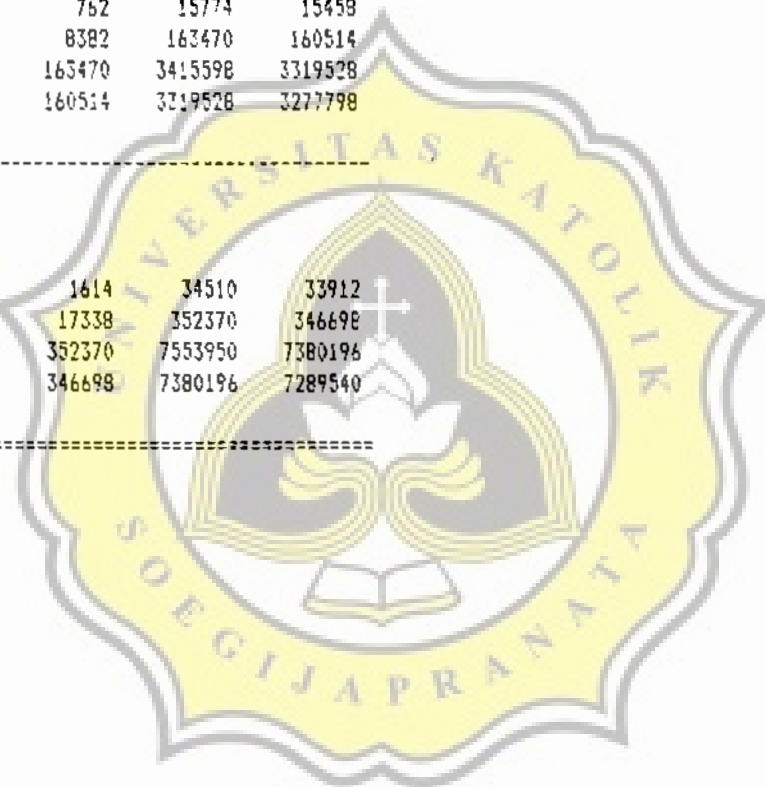 762 15774 15458
8382 163470 160514
163470 3415598 3319528
160514 3319528 3277798
--------------------------------
1614 34510 33912
17338 352370 346698
352370 7553950 7380196
346698 7380196 7289540
================================
UNIVERSITAS KATOLIK
SOEGIJAPRANATA